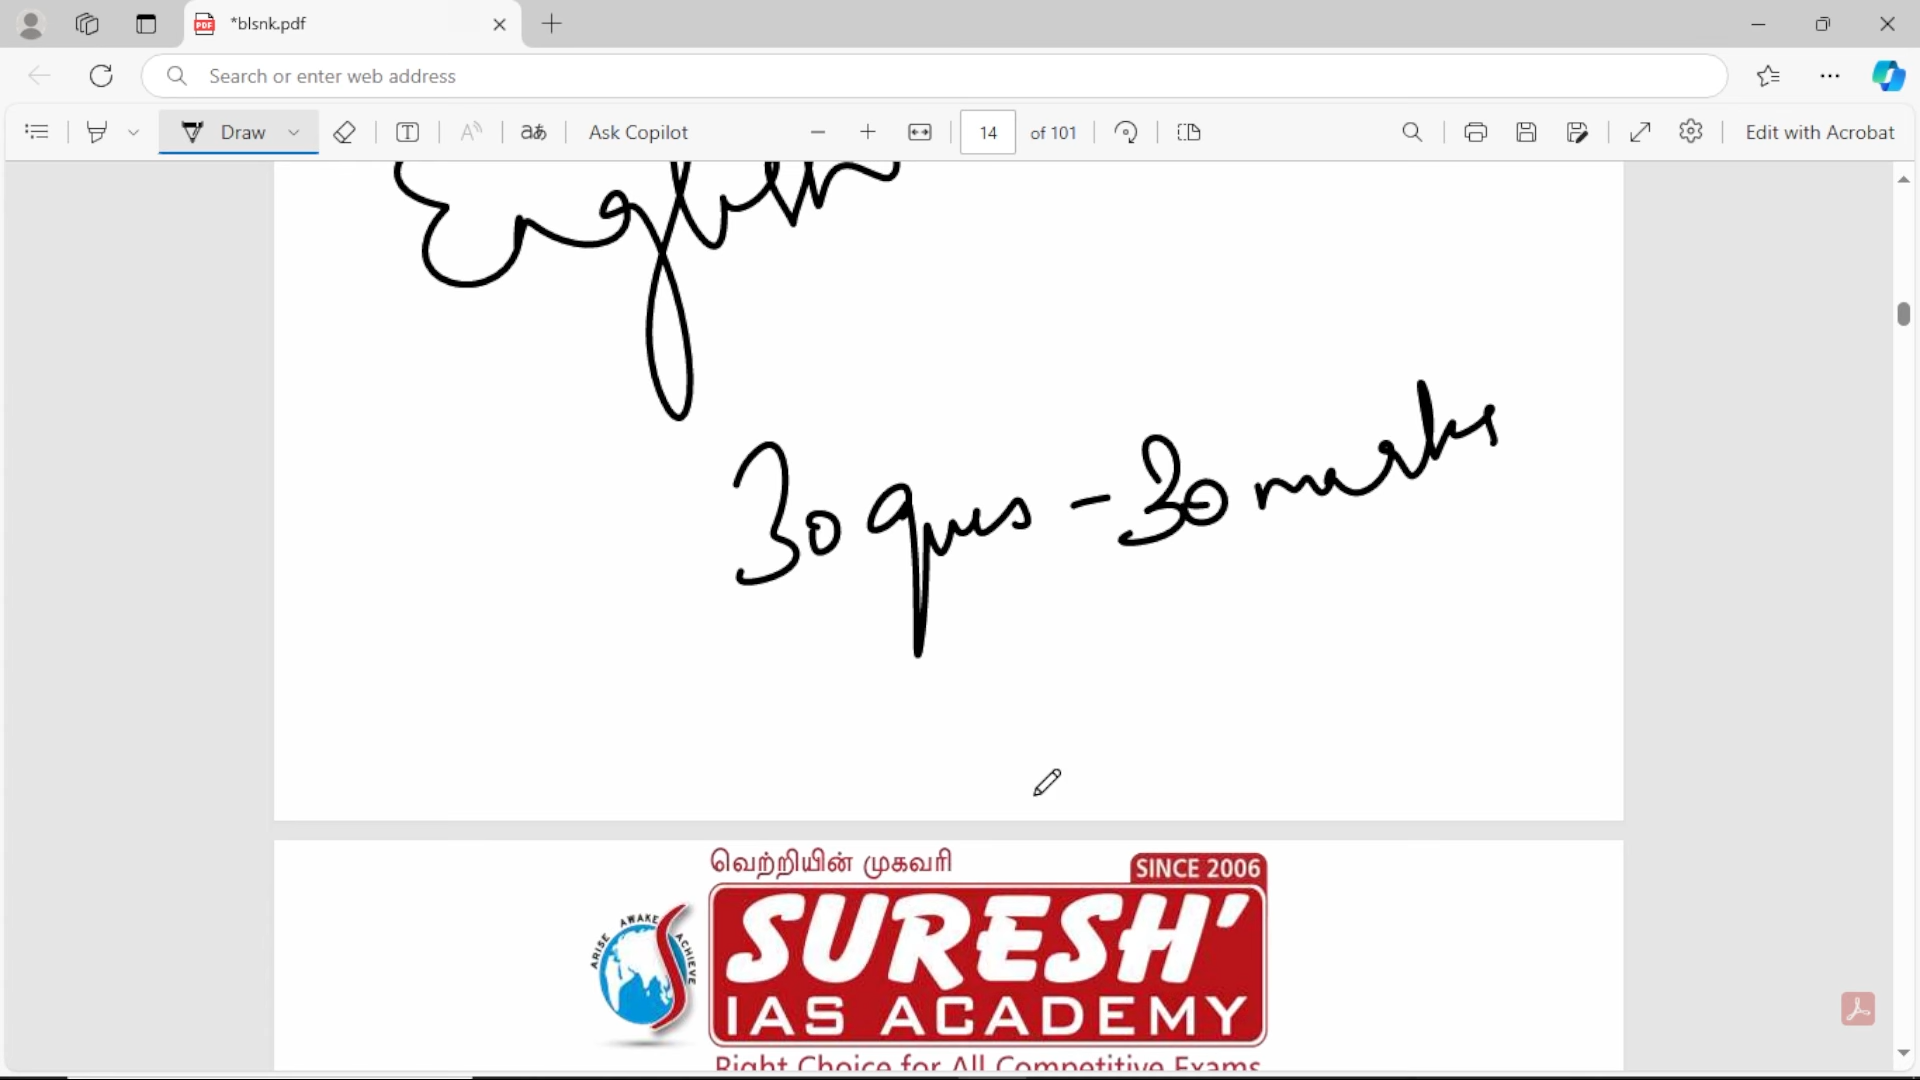 *blsnk.pdf
Search or enter web address
Draw
Ask Copilot
14 of 101
Edit with Acrobat
English
30 ques - 30 marks
வெற்றியின் முகவரி
SINCE 2006
ARISE AWAKE ACHIEVE
SURESH'
IAS ACADEMY
Right Choice for All Competitive Exams